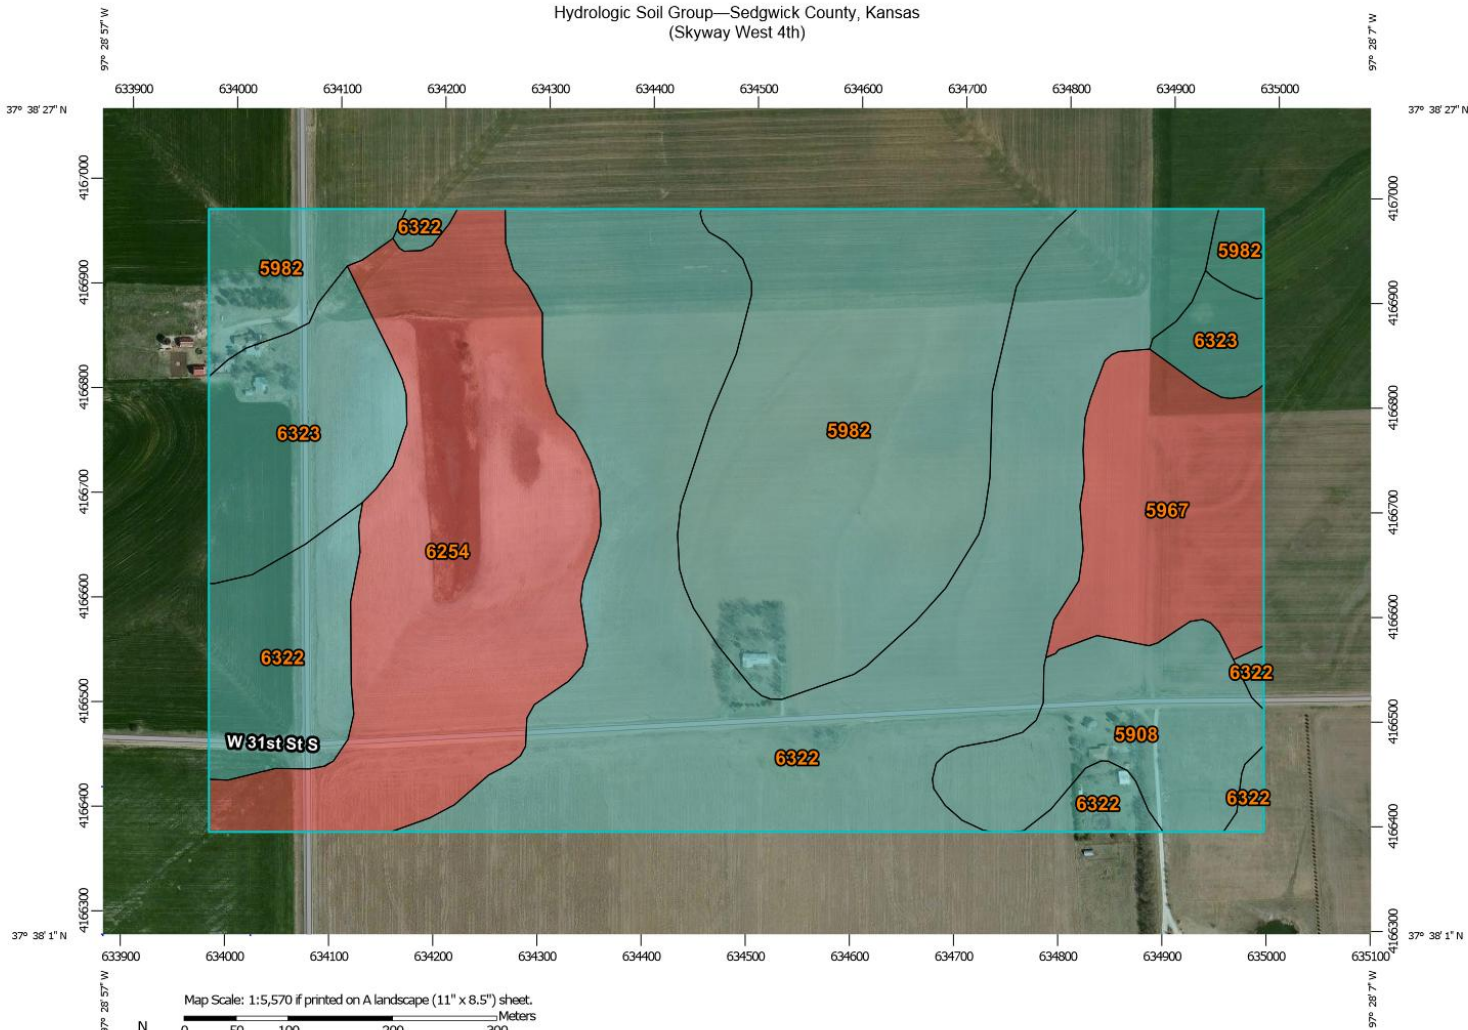 Hydrologic Soil Group—Sedgwick County, Kansas
(Skyway West 4th)
97° 28' 57'' W
97° 28' 7'' W
633900 634000 634100 634200 634300 634400 634500 634600 634700 634800 634900 635000
37° 38' 27'' N
37° 38' 27'' N
4167000
4167000
6322
5982
5982
4166900
4166900
6323
4166800
4166800
6323
5982
4166700
4166700
5967
6254
4166600
4166600
6322
6322
4166500
4166500
W 31st St S
5908
6322
6322
6322
4166400
4166400
4166300
4166300
37° 38' 1'' N
37° 38' 1'' N
633900 634000 634100 634200 634300 634400 634500 634600 634700 634800 634900 635000 635100
97° 28' 57'' W
97° 28' 7'' W
Map Scale: 1:5,570 if printed on A landscape (11" x 8.5") sheet.
Meters
N
0 50 100 200 300